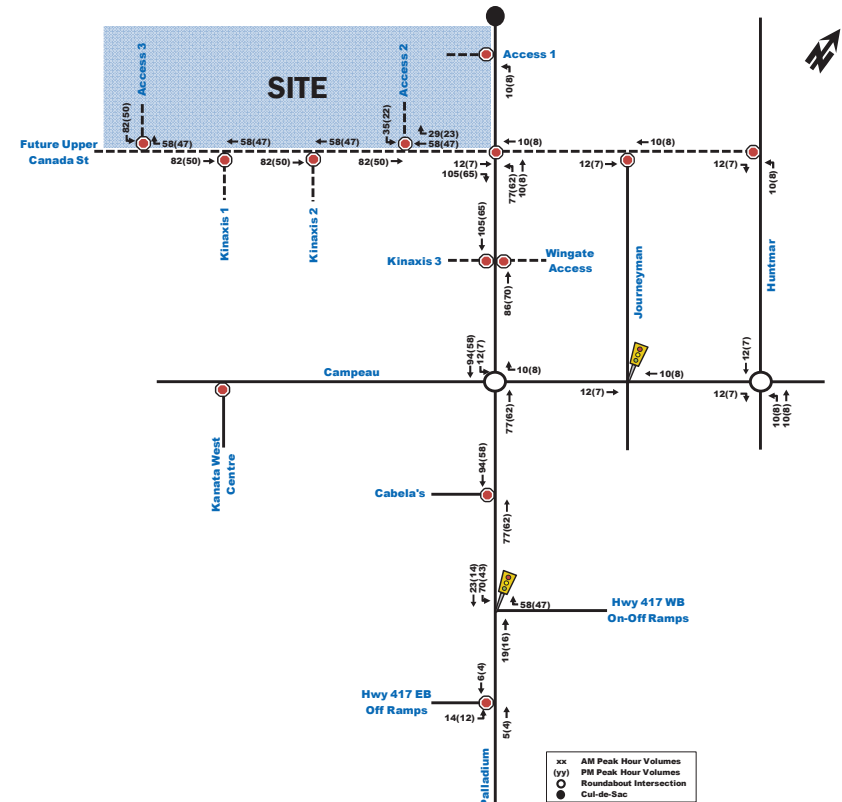 Access 3
Access 2
Access 1
SITE
10(8)
82(50)
35(22)
29(23)
58(47)
58(47)
58(47)
58(47)
10(8)
10(8)
Future Upper
Canada St
82(50)
82(50)
82(50)
12(7)
105(65)
77(62)
10(8)
12(7)
12(7)
10(8)
Kinaxis 1
Kinaxis 2
105(65)
Kinaxis 3
Wingate
Access
86(70)
Journeyman
Huntmar
94(58)
12(7)
10(8)
10(8)
12(7)
Campeau
77(62)
12(7)
12(7)
10(8)
10(8)
Kanata West
Centre
94(58)
Cabela's
77(62)
23(14)
70(43)
58(47)
Hwy 417 WB
On-Off Ramps
19(16)
6(4)
Hwy 417 EB
Off Ramps
14(12)
5(4)
Palladium
xx AM Peak Hour Volumes
(yy) PM Peak Hour Volumes
Roundabout Intersection
Cul-de-Sac